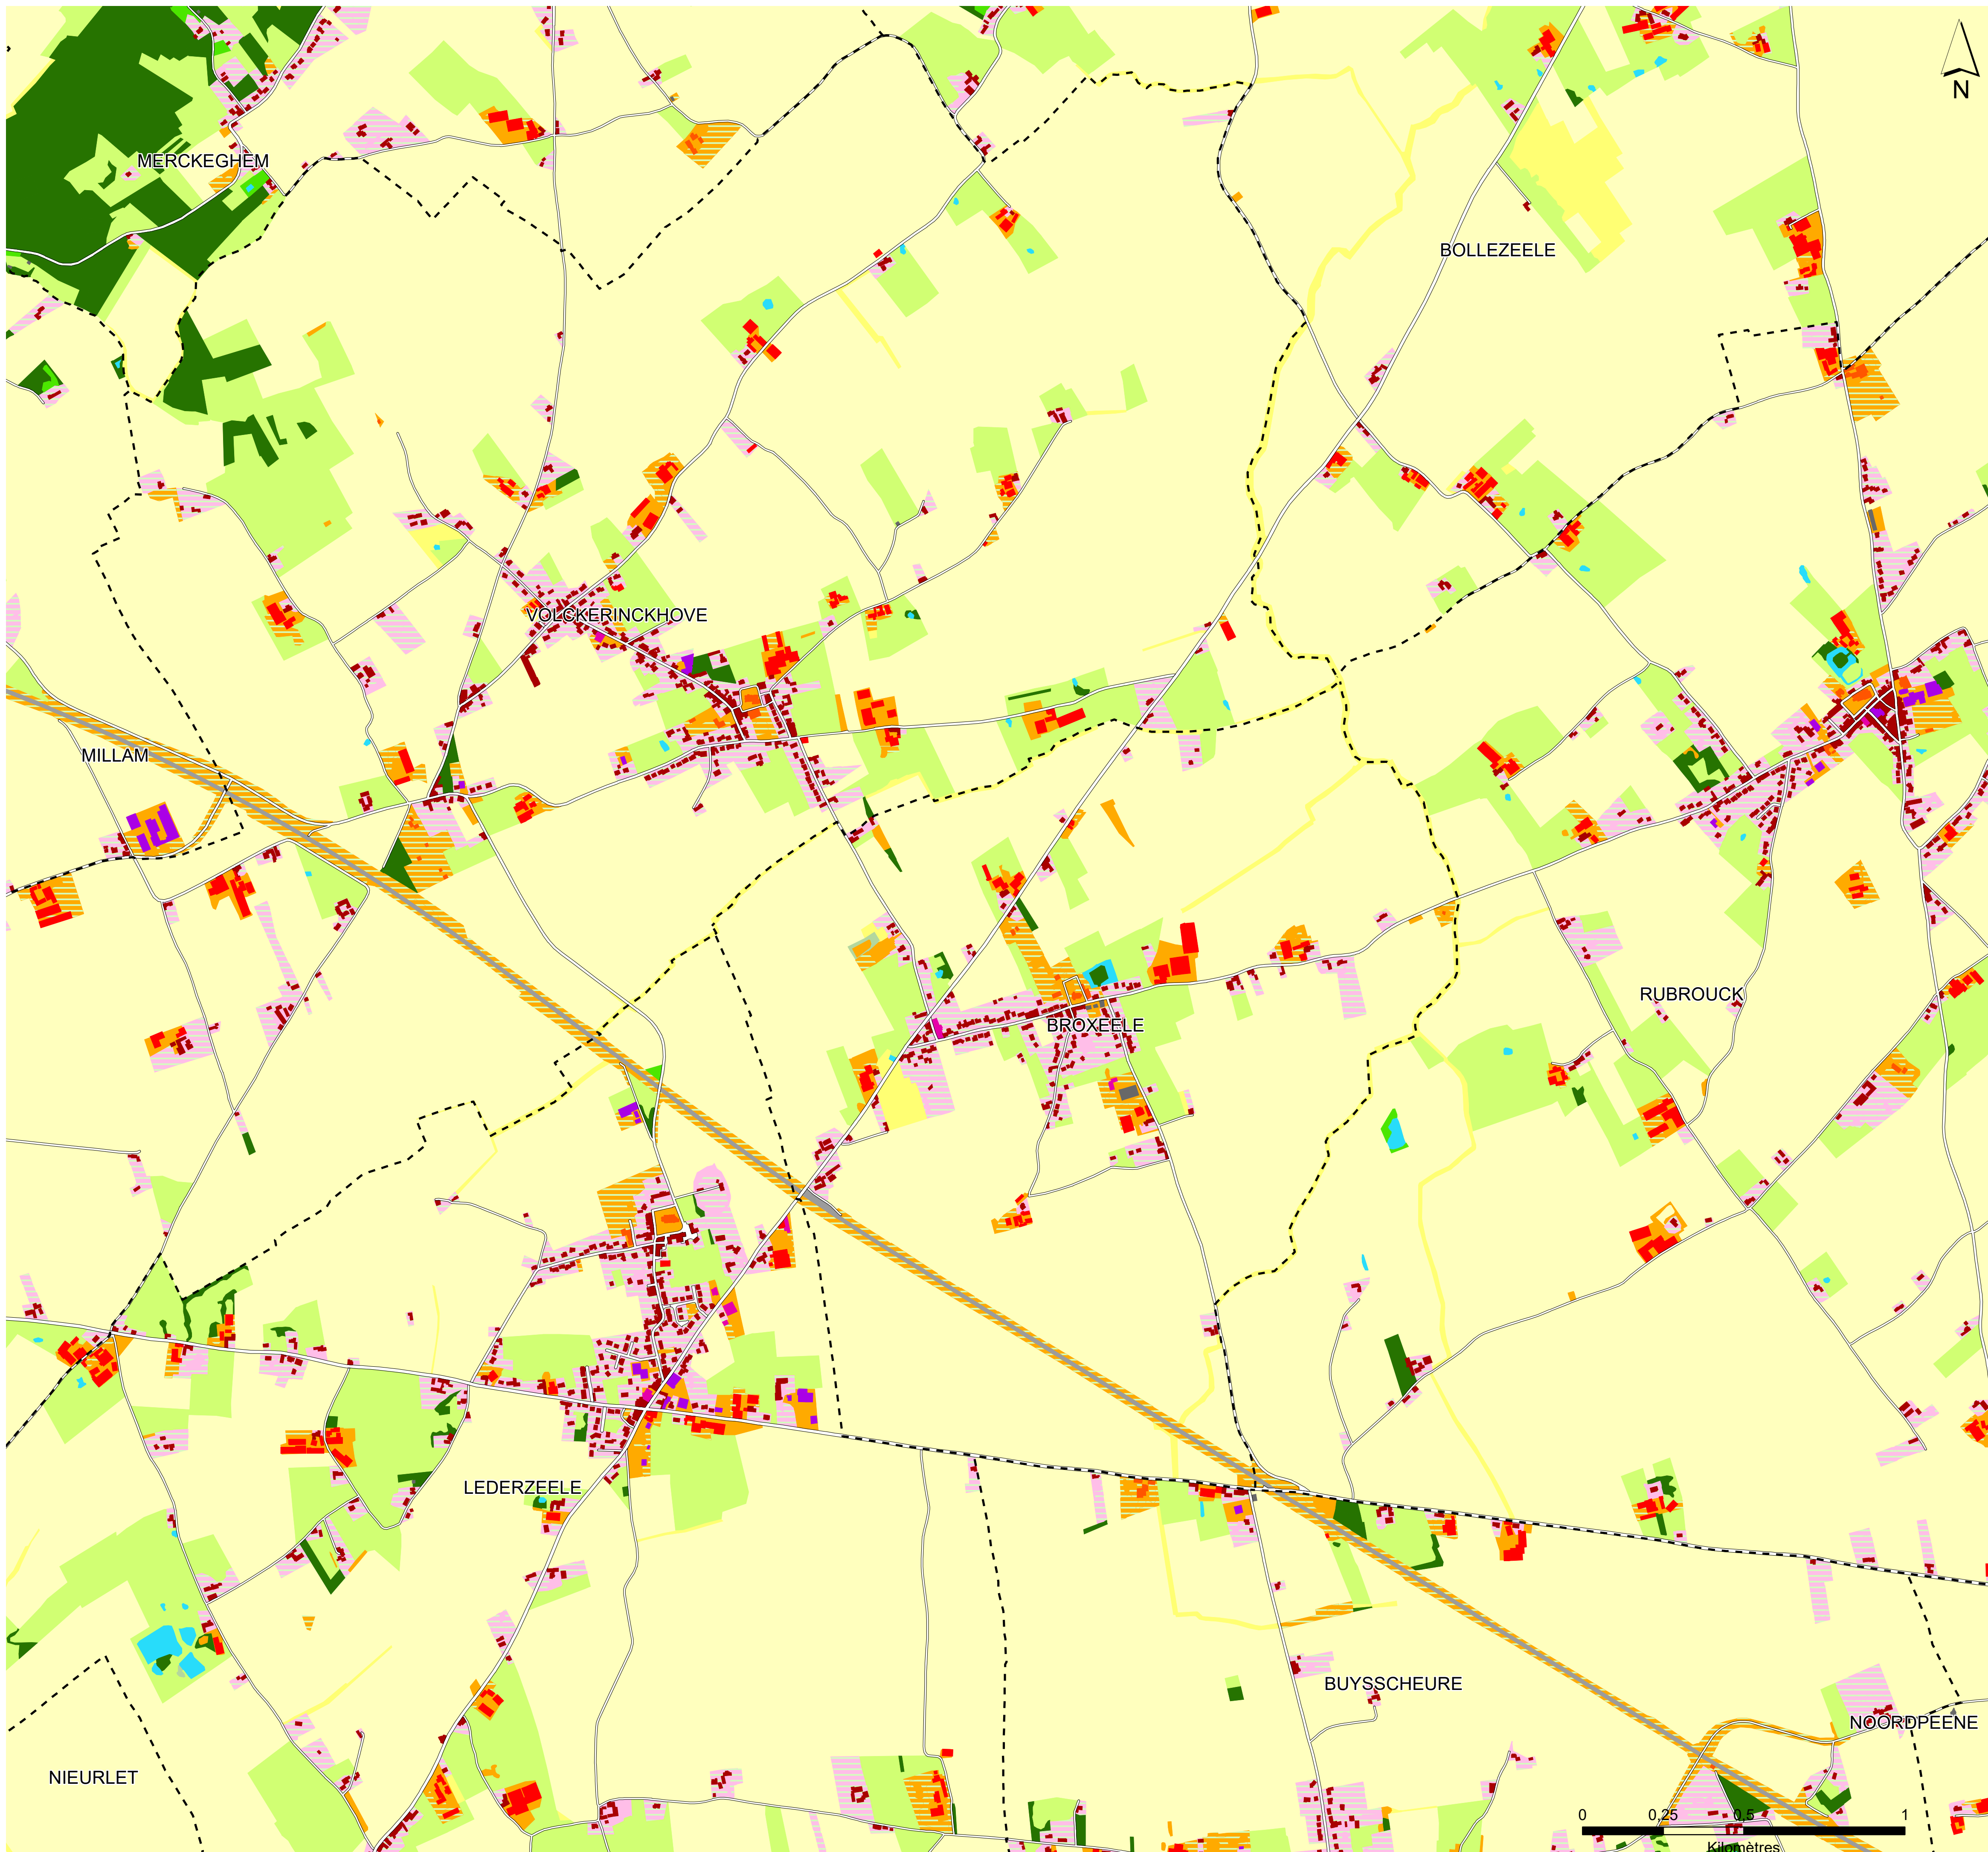 N
MERCKEGHEM
BOLLEZEELE
VOLCKERINCKHOVE
MILLAM
RUBROUCK
BROXEELE
LEDERZEELE
BUYSSCHEURE
NOORDPEENE
NIEURLET
0 0,25 0,5 1
Kilomètres